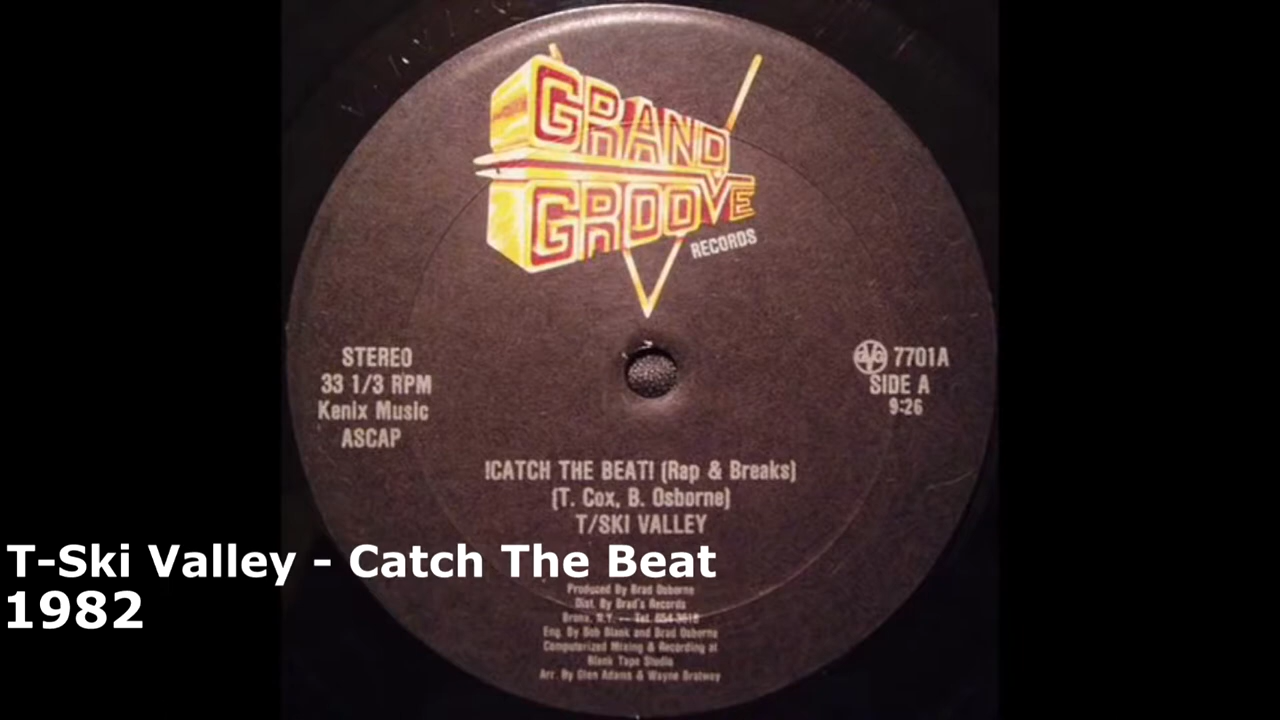 GRAND
GROOVE
RECORDS
STEREO
33 1/3 RPM
Kenix Music
ASCAP
7701A
SIDE A
9:26
!CATCH THE BEAT! (Rap & Breaks)
(T. Cox, B. Osborne)
T/SKI VALLEY
T-Ski Valley - Catch The Beat
1982
Produced By Brad Osborne
Dist. By Brad's Records
Bronx, N.Y. — Tel. 654-3618
Eng. By Bob Blank and Brad Osborne
Computerized Mixing & Recording at
Blank Tape Studio
Arr. By Glen Adams & Wayne Bratwey